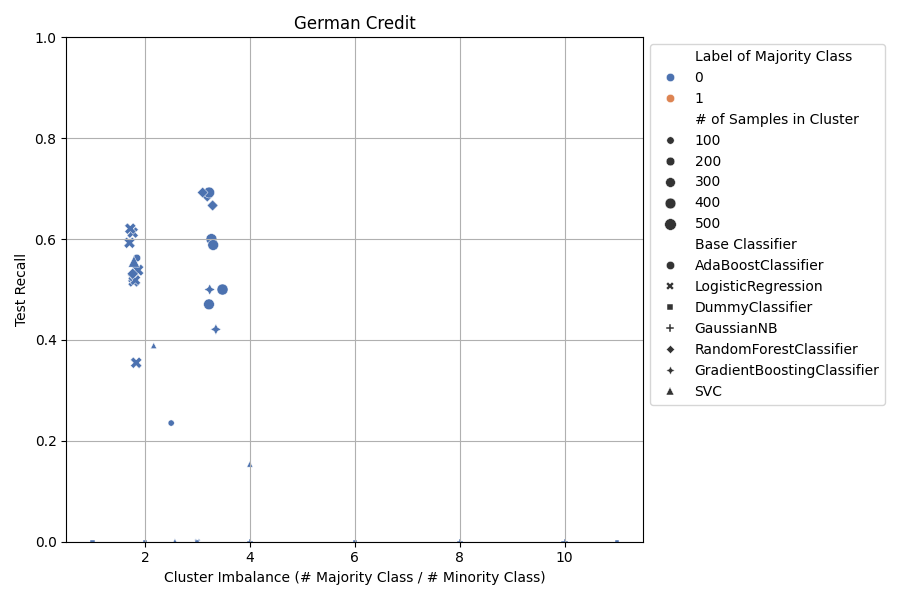 German Credit
Test Recall
1.0
0.8
0.6
0.4
0.2
0.0
2
4
6
8
10
Cluster Imbalance (# Majority Class / # Minority Class)
Label of Majority Class
0
1
# of Samples in Cluster
100
200
300
400
500
Base Classifier
AdaBoostClassifier
LogisticRegression
DummyClassifier
GaussianNB
RandomForestClassifier
GradientBoostingClassifier
SVC